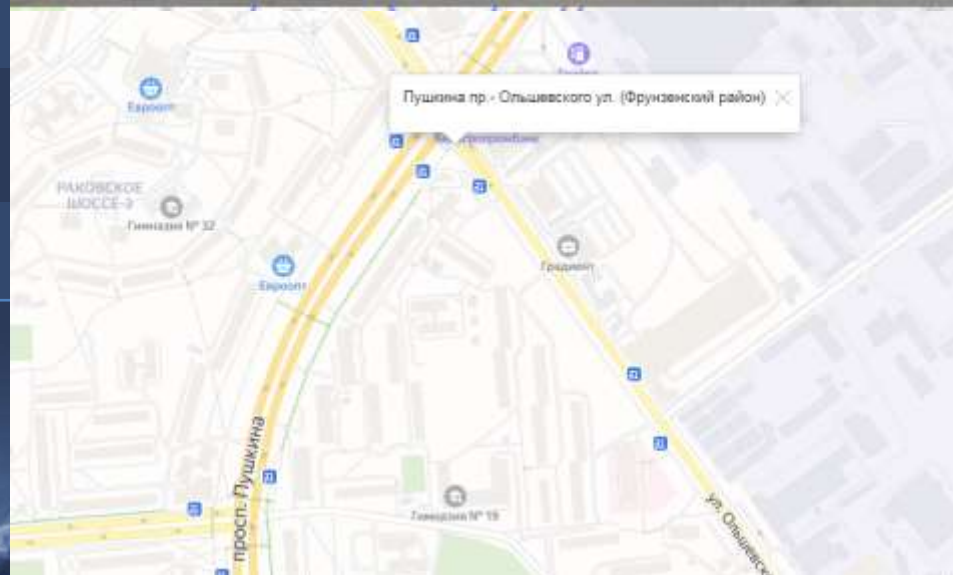 Пушкина пр.- Ольшевского ул. (Фрунзенский район)
Евроопт
РАКОВСКОЕ
ШОССЕ-3
Гимназия № 32
Градиент
Евроопт
просп. Пушкина
Гимназия № 19
ул. Ольшевск